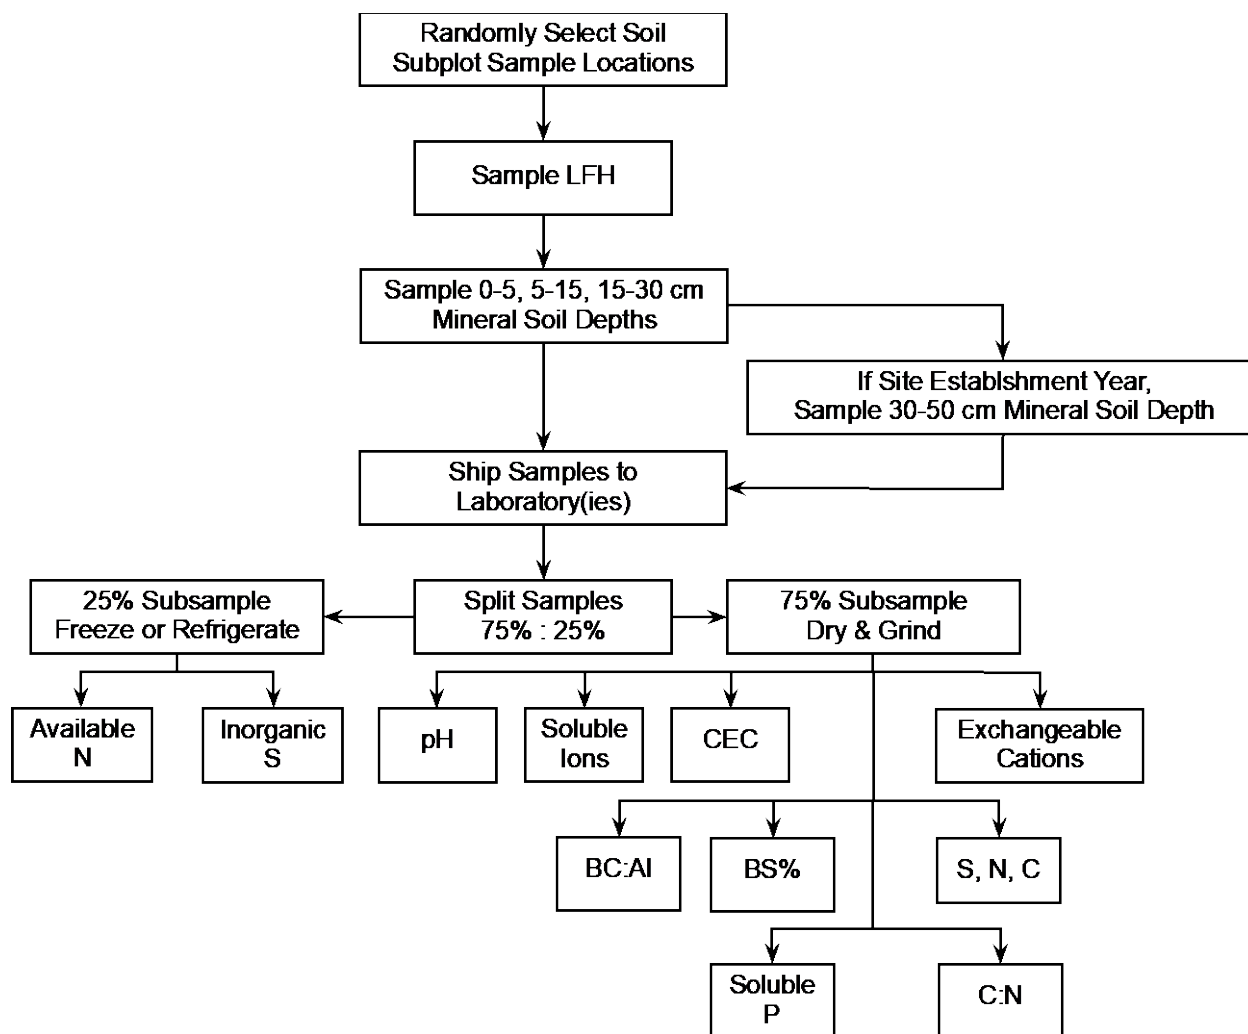 Randomly Select Soil
Subplot Sample Locations
Sample LFH
Sample 0-5, 5-15, 15-30 cm
Mineral Soil Depths
If Site Establshment Year,
Sample 30-50 cm Mineral Soil Depth
Ship Samples to
Laboratory(ies)
25% Subsample
Freeze or Refrigerate
Split Samples
75% : 25%
75% Subsample
Dry & Grind
Available
N
Inorganic
S
pH
Soluble
Ions
CEC
Exchangeable
Cations
BC:Al
BS%
S, N, C
Soluble
P
C:N